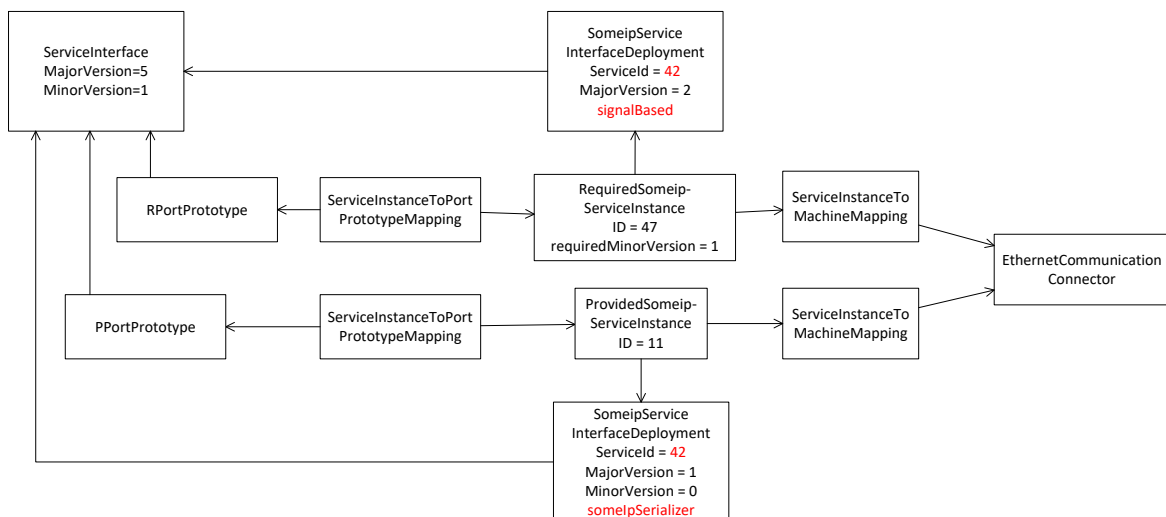 ServiceInterface
MajorVersion=5
MinorVersion=1
SomeipService
InterfaceDeployment
ServiceId = 42
MajorVersion = 2
signalBased
RPortPrototype
ServiceInstanceToPort
PrototypeMapping
RequiredSomeip-
ServiceInstance
ID = 47
requiredMinorVersion = 1
ServiceInstanceTo
MachineMapping
EthernetCommunication
Connector
PPortPrototype
ServiceInstanceToPort
PrototypeMapping
ProvidedSomeip-
ServiceInstance
ID = 11
ServiceInstanceTo
MachineMapping
SomeipService
InterfaceDeployment
ServiceId = 42
MajorVersion = 1
MinorVersion = 0
someIpSerializer